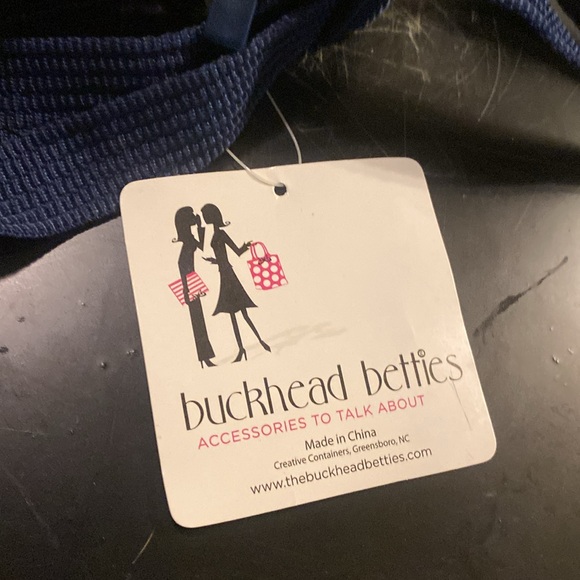 buckhead betties
ACCESSORIES TO TALK ABOUT
Made in China
Creative Containers, Greensboro, NC
www.thebuckheadbetties.com